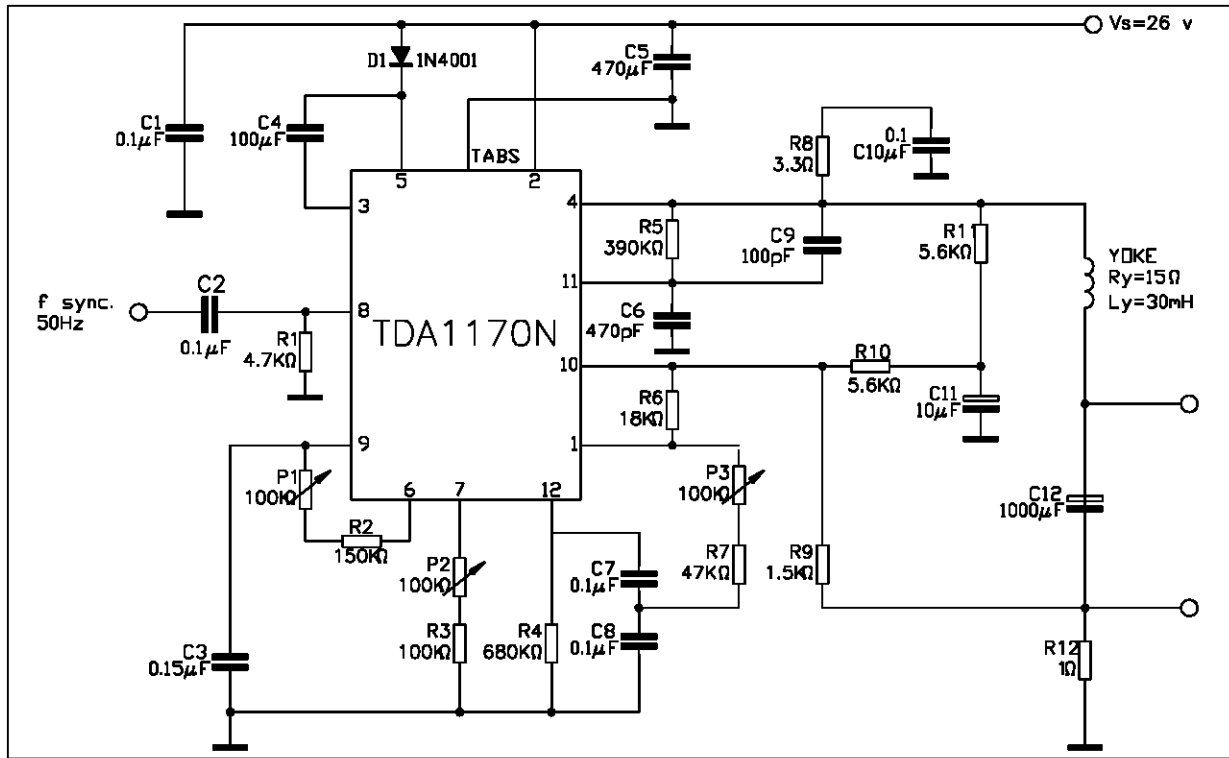 Vs=26 v
D1 1N4001
C5
470µF
C1
0.1µF
C4
100µF
TABS
5
2
R8
3.3Ω
0.1
C10µF
3
4
R5
390KΩ
C9
100pF
R11
5.6KΩ
YOKE
Ry=15Ω
Ly=30mH
11
f sync.
50Hz
C2
0.1µF
8
R1
4.7KΩ
TDA1170N
C6
470pF
10
R10
5.6KΩ
R6
18KΩ
C11
10µF
9
1
P1
100KΩ
6
7
12
P3
100KΩ
C12
1000µF
R2
150KΩ
P2
100KΩ
C7
0.1µF
R7
47KΩ
R9
1.5KΩ
C3
0.15µF
R3
100KΩ
R4
680KΩ
C8
0.1µF
R12
1Ω